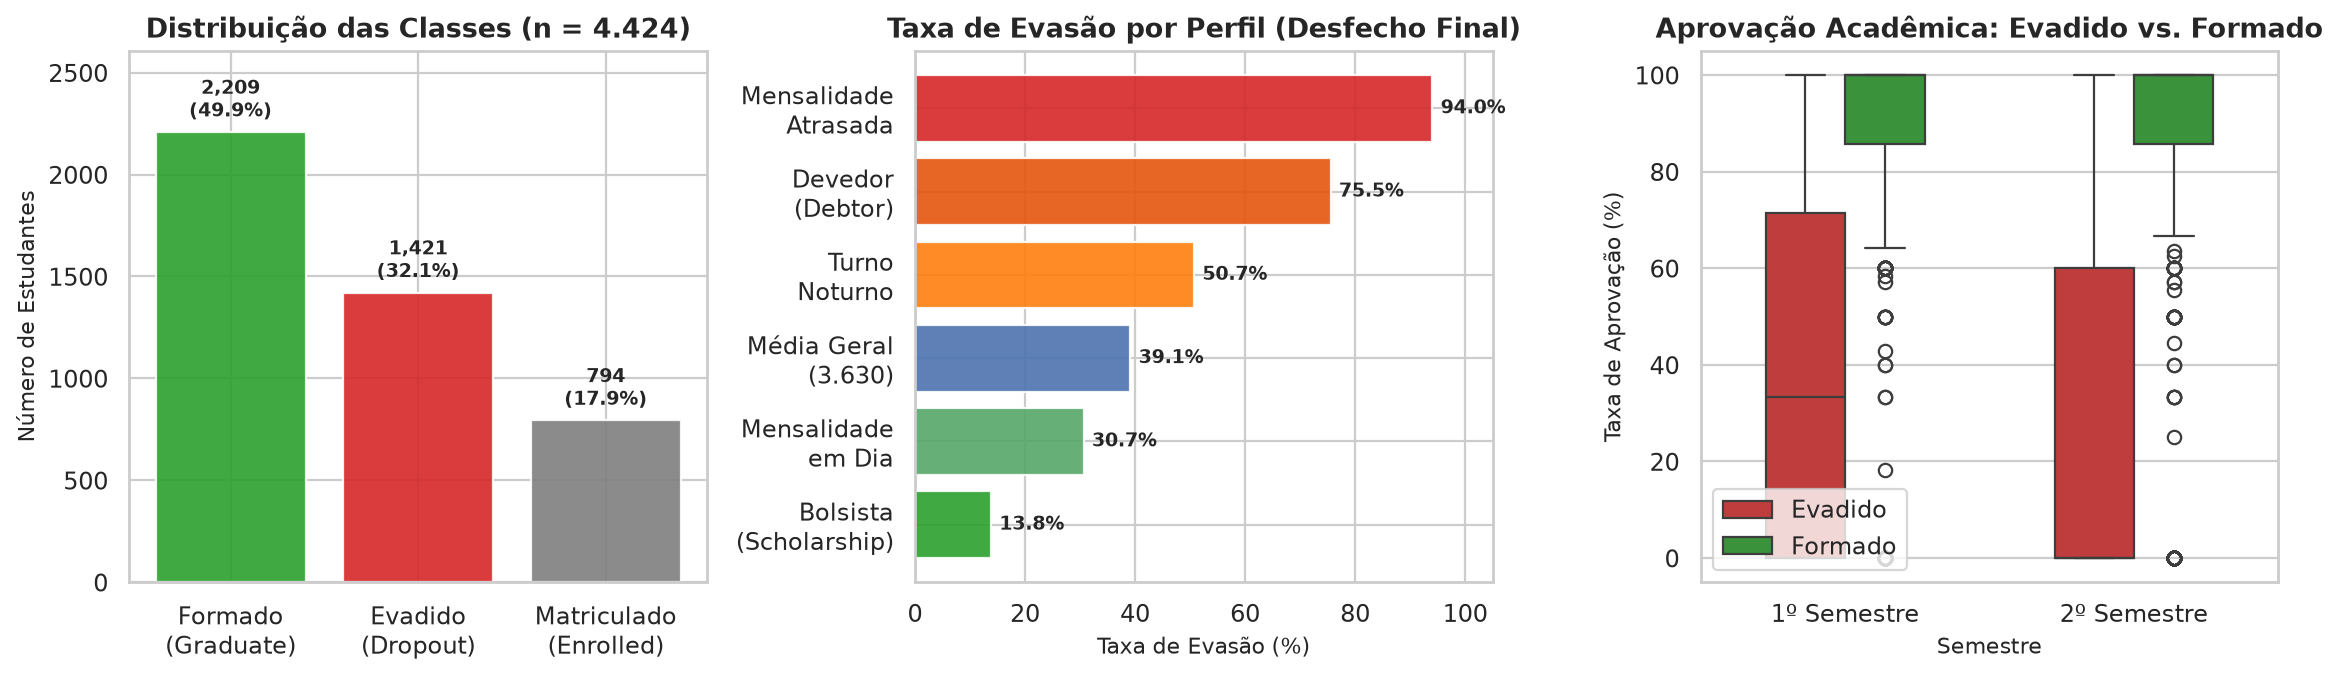 Distribuição das Classes (n = 4.424)
Número de Estudantes
2500
2000
1500
1000
500
0
2,209
(49.9%)
1,421
(32.1%)
794
(17.9%)
Formado
(Graduate)
Evadido
(Dropout)
Matriculado
(Enrolled)
Taxa de Evasão por Perfil (Desfecho Final)
Mensalidade
Atrasada
94.0%
Devedor
(Debtor)
75.5%
Turno
Noturno
50.7%
Média Geral
(3.630)
39.1%
Mensalidade
em Dia
30.7%
Bolsista
(Scholarship)
13.8%
0 20 40 60 80 100
Taxa de Evasão (%)
Aprovação Acadêmica: Evadido vs. Formado
Taxa de Aprovação (%)
100
80
60
40
20
0
Evadido
Formado
1º Semestre 2º Semestre
Semestre